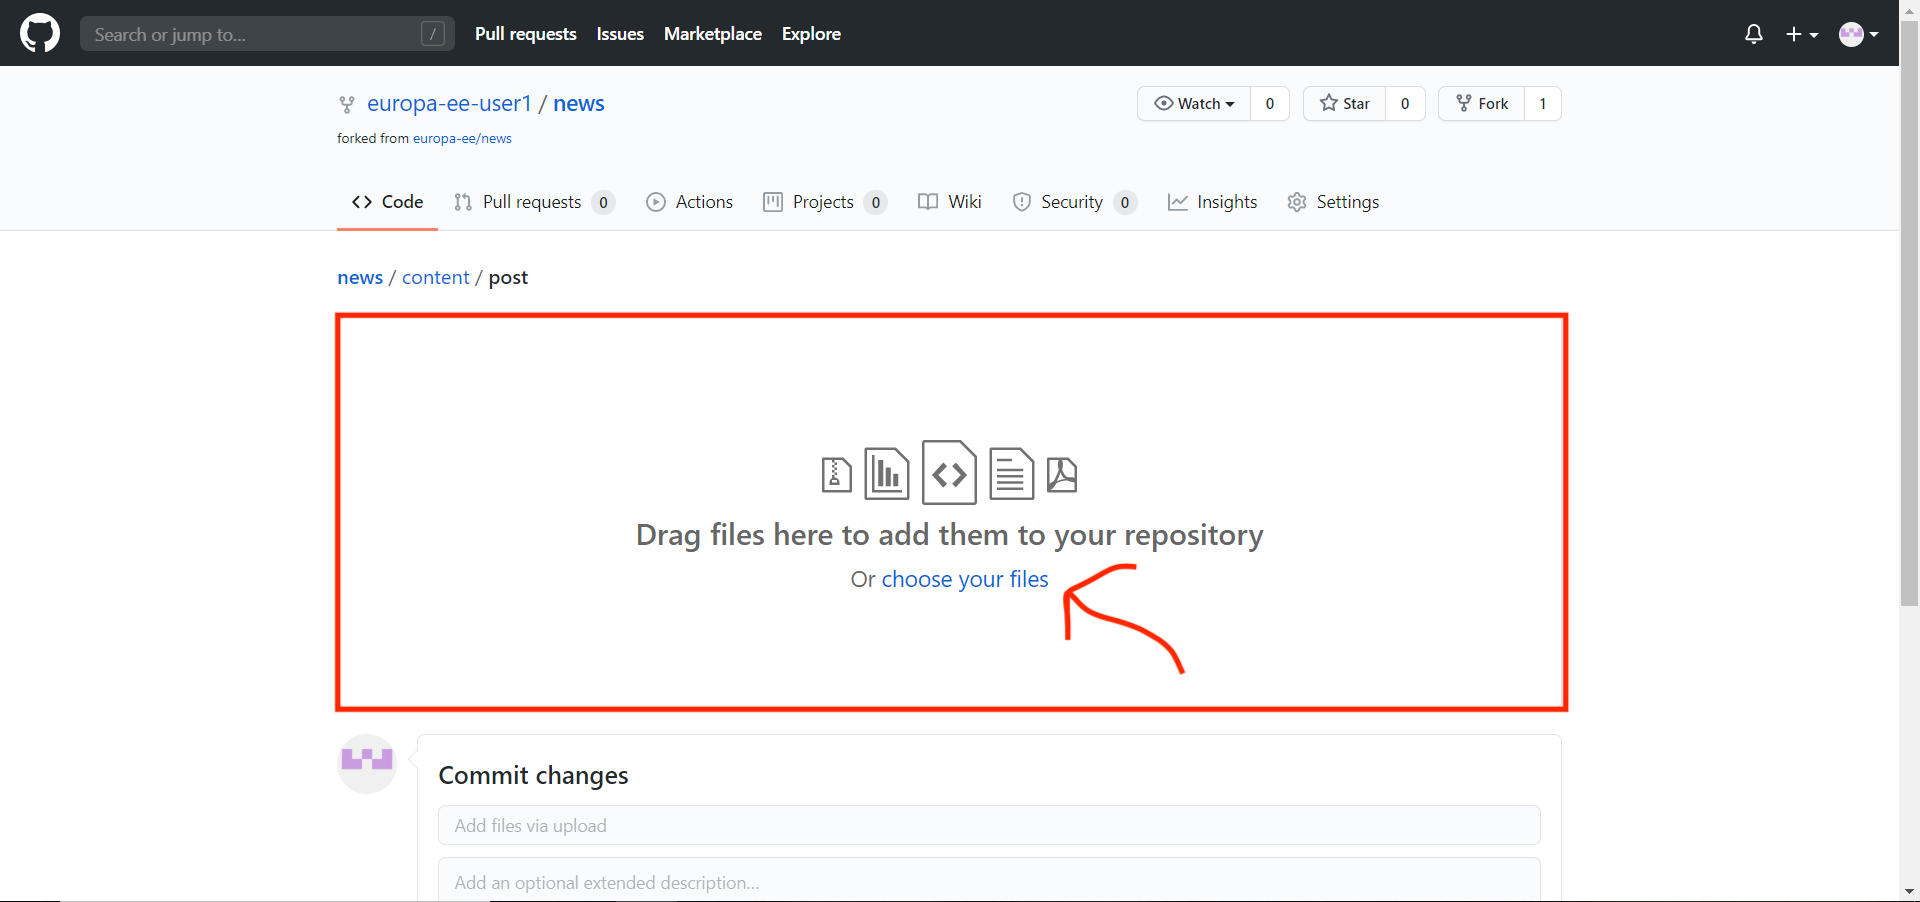 Search or jump to... /
Pull requests Issues Marketplace Explore
europa-ee-user1 / news
Watch 0 Star 0 Fork 1
forked from europa-ee/news
Code Pull requests 0 Actions Projects 0 Wiki Security 0 Insights Settings
news / content / post
Drag files here to add them to your repository
Or choose your files
Commit changes
Add files via upload
Add an optional extended description...